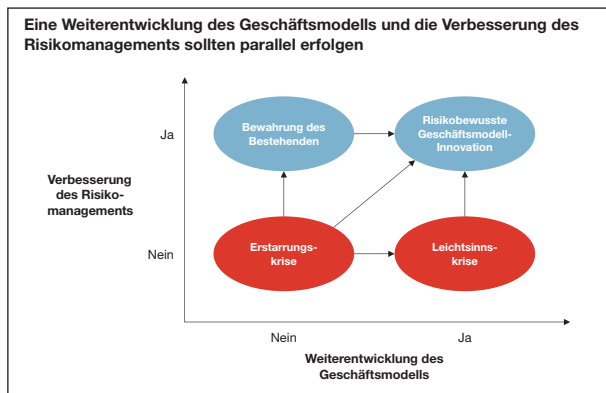 Eine Weiterentwicklung des Geschäftsmodells und die Verbesserung des
Risikomanagements sollten parallel erfolgen
Ja
Bewahrung des
Bestehenden
Risikobewusste
Geschäftsmodell-
Innovation
Verbesserung
des Risiko-
managements
Nein
Erstarrungs-
krise
Leichtsinns-
krise
Nein
Ja
Weiterentwicklung des
Geschäftsmodells